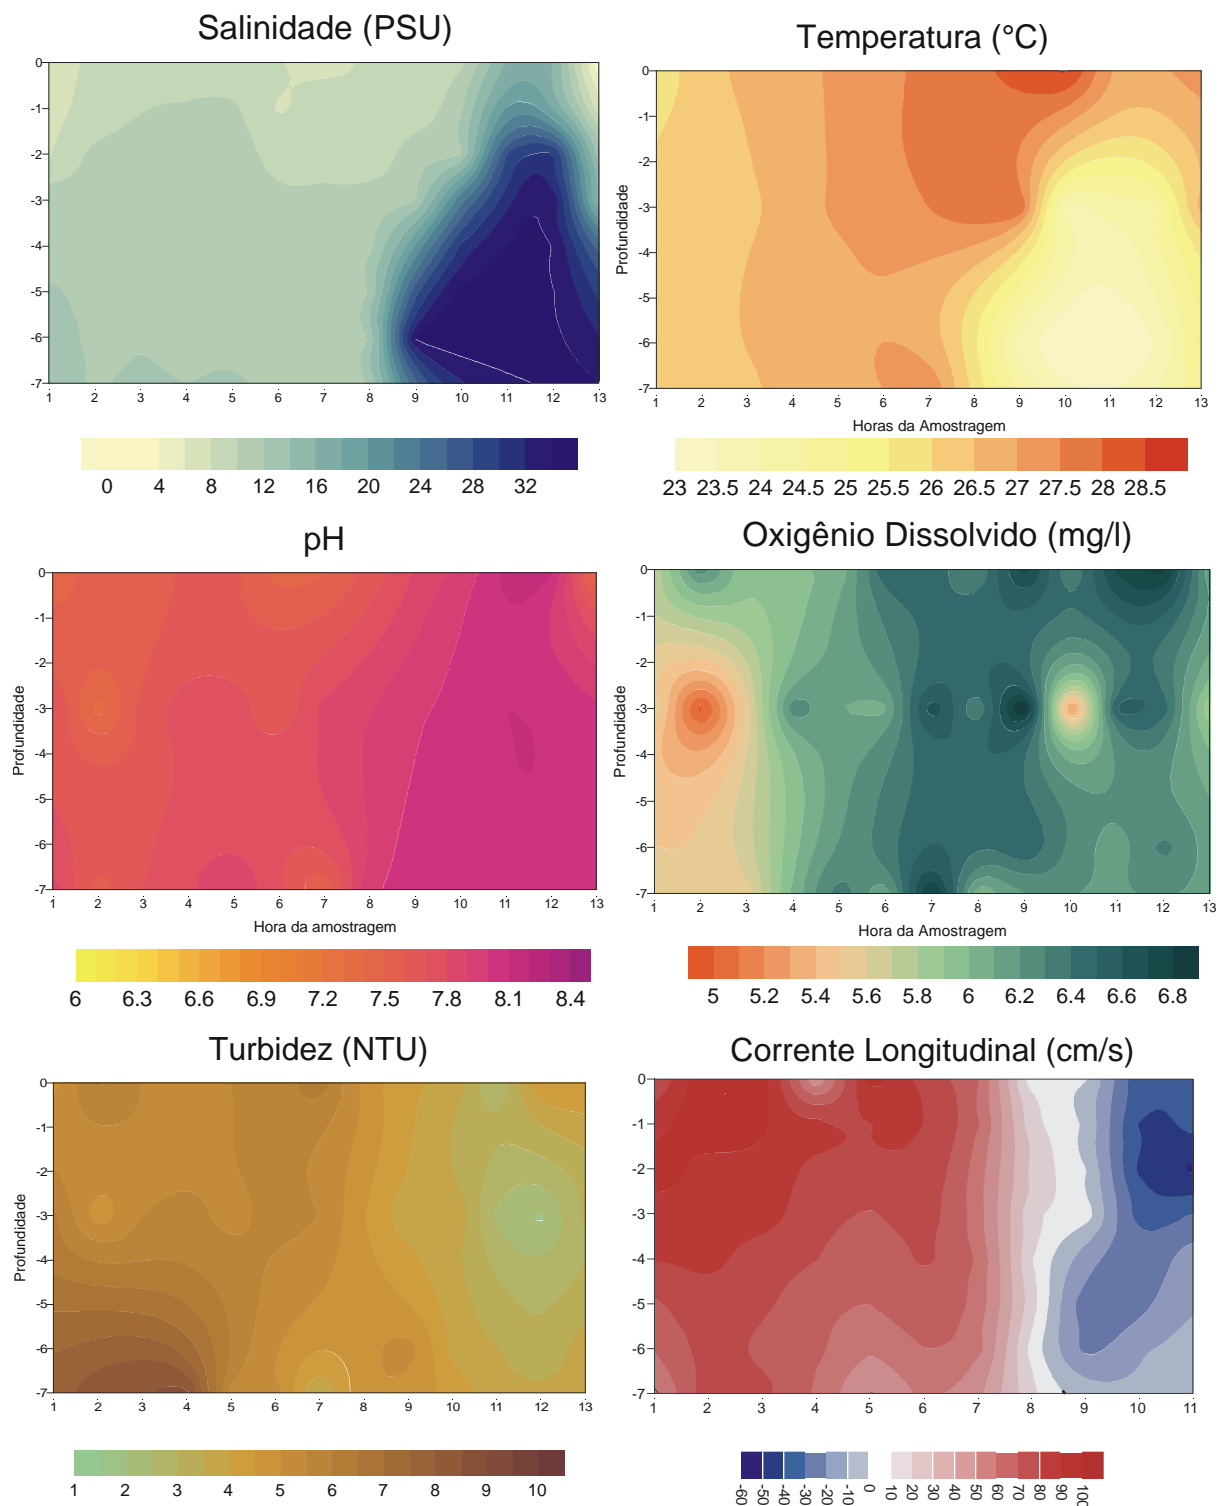 Salinidade (PSU)
Temperatura (°C)
0
-1
-2
-3
-4
-5
-6
-7
1 2 3 4 5 6 7 8 9 10 11 12 13
0 4 8 12 16 20 24 28 32
Profundidade
0
-1
-2
-3
-4
-5
-6
-7
1 2 3 4 5 6 7 8 9 10 11 12 13
Horas da Amostragem
23 23.5 24 24.5 25 25.5 26 26.5 27 27.5 28 28.5
pH
Oxigênio Dissolvido (mg/l)
Profundidade
0
-1
-2
-3
-4
-5
-6
-7
1 2 3 4 5 6 7 8 9 10 11 12 13
Hora da amostragem
6 6.3 6.6 6.9 7.2 7.5 7.8 8.1 8.4
Profundidade
0
-1
-2
-3
-4
-5
-6
-7
1 2 3 4 5 6 7 8 9 10 11 12 13
Hora da Amostragem
5 5.2 5.4 5.6 5.8 6 6.2 6.4 6.6 6.8
Turbidez (NTU)
Corrente Longitudinal (cm/s)
Profundidade
0
-1
-2
-3
-4
-5
-6
-7
1 2 3 4 5 6 7 8 9 10 11 12 13
1 2 3 4 5 6 7 8 9 10
0
-1
-2
-3
-4
-5
-6
-7
1 2 3 4 5 6 7 8 9 10 11
-60 -50 -40 -30 -20 -10 0 10 20 30 40 50 60 70 80 90 100